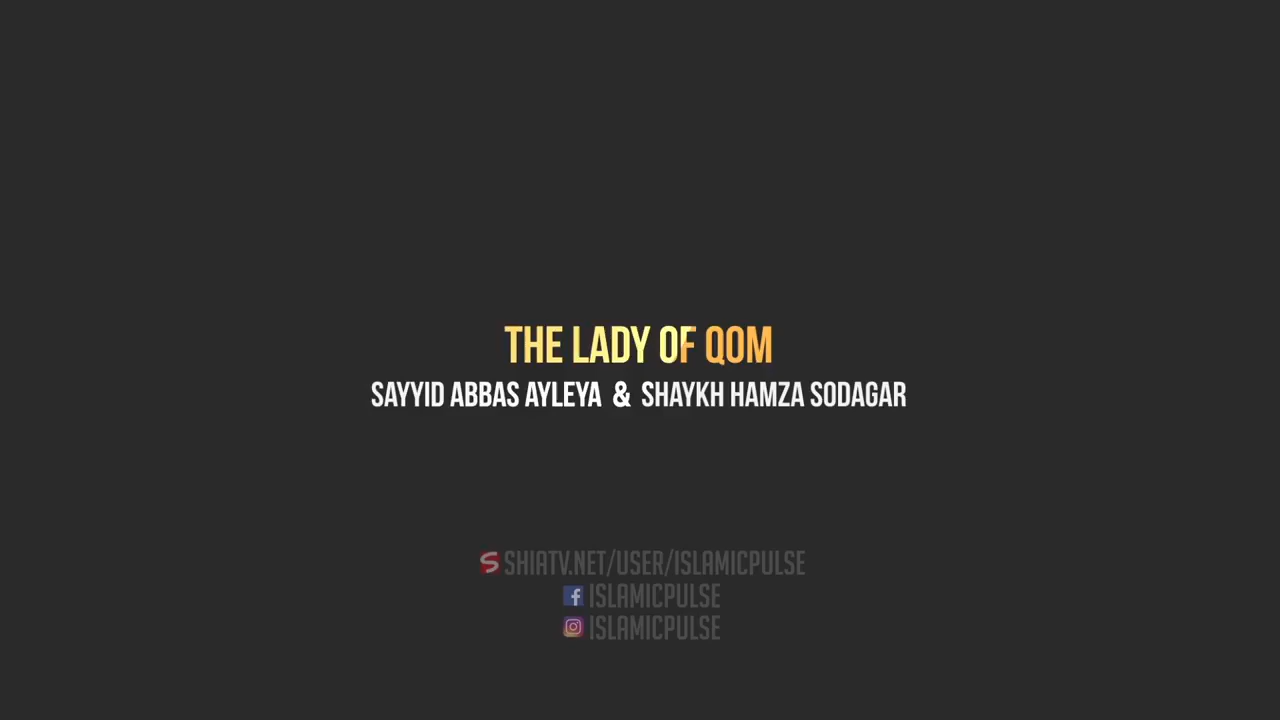 THE LADY OF QOM
SAYYID ABBAS AYLEYA & SHAYKH HAMZA SODAGAR
SHIATV.NET/USER/ISLAMICPULSE
ISLAMICPULSE
ISLAMICPULSE